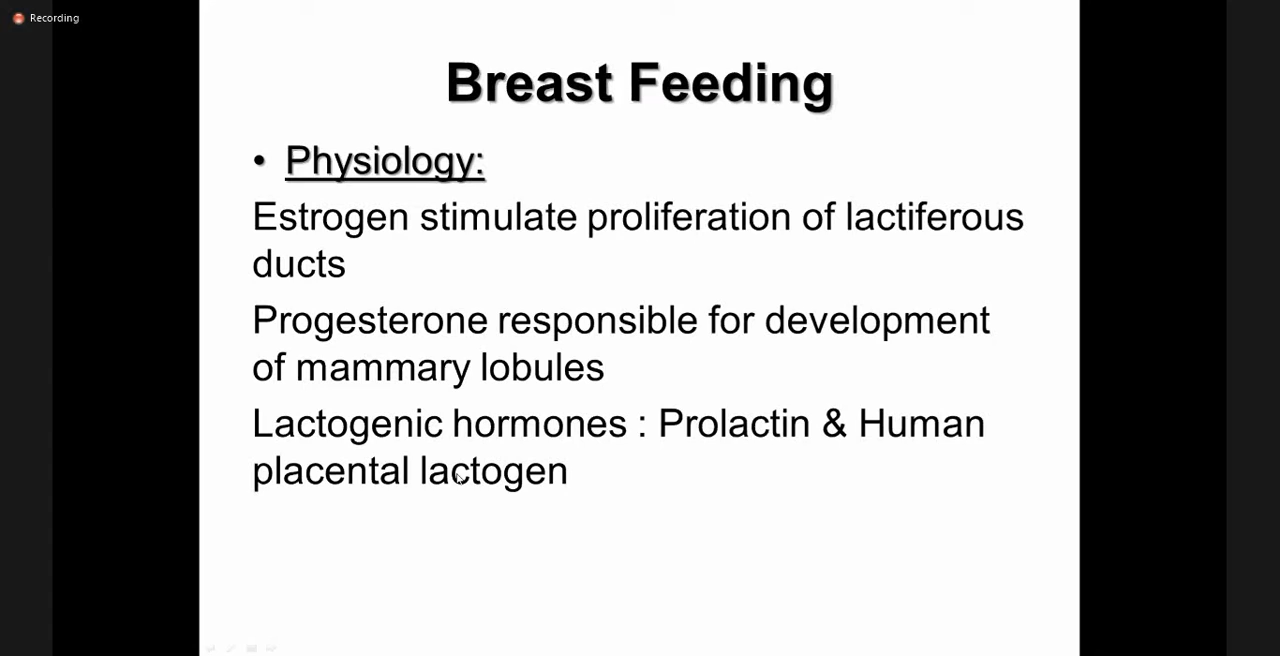 Recording
Breast Feeding
• Physiology:
Estrogen stimulate proliferation of lactiferous
ducts
Progesterone responsible for development
of mammary lobules
Lactogenic hormones : Prolactin & Human
placental lactogen